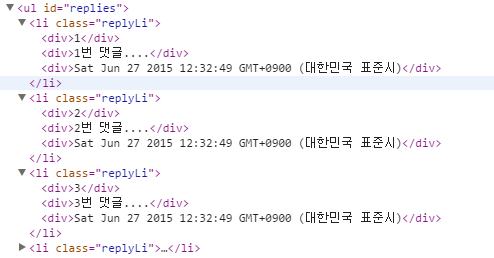 ▼<ul id="replies">
▼<li class="replyLi">
<div>1</div>
<div>1번 댓글....</div>
<div>Sat Jun 27 2015 12:32:49 GMT+0900 (대한민국 표준시)</div>
</li>
▼<li class="replyLi">
<div>2</div>
<div>2번 댓글....</div>
<div>Sat Jun 27 2015 12:32:49 GMT+0900 (대한민국 표준시)</div>
</li>
▼<li class="replyLi">
<div>3</div>
<div>3번 댓글....</div>
<div>Sat Jun 27 2015 12:32:49 GMT+0900 (대한민국 표준시)</div>
</li>
▶<li class="replyLi">…</li>